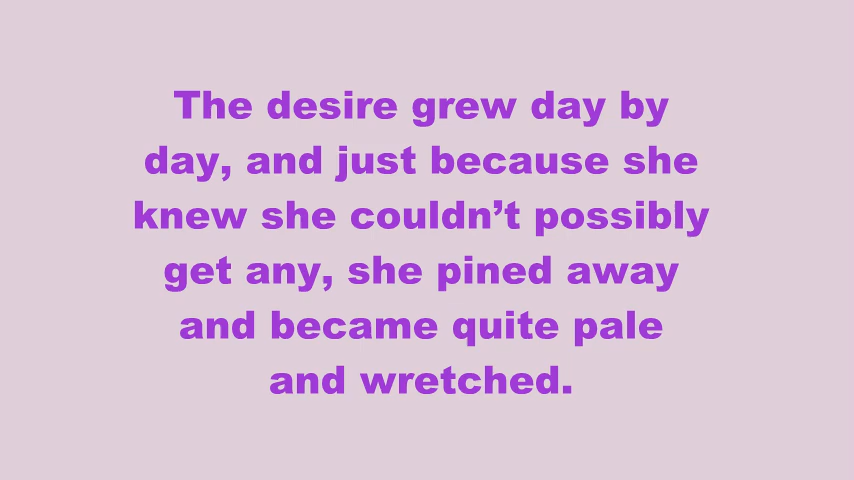 The desire grew day by
day, and just because she
knew she couldn’t possibly
get any, she pined away
and became quite pale
and wretched.